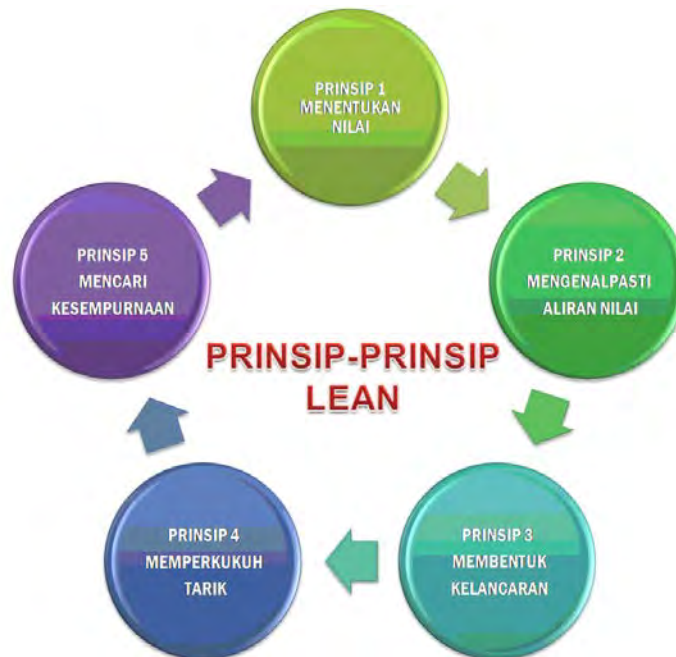 PRINSIP 1
MENENTUKAN
NILAI
PRINSIP 2
MENGENALPASTI
ALIRAN NILAI
PRINSIP 3
MEMBENTUK
KELANCARAN
PRINSIP 4
MEMPERKUKUH
TARIK
PRINSIP 5
MENCARI
KESEMPURNAAN
PRINSIP-PRINSIP
LEAN